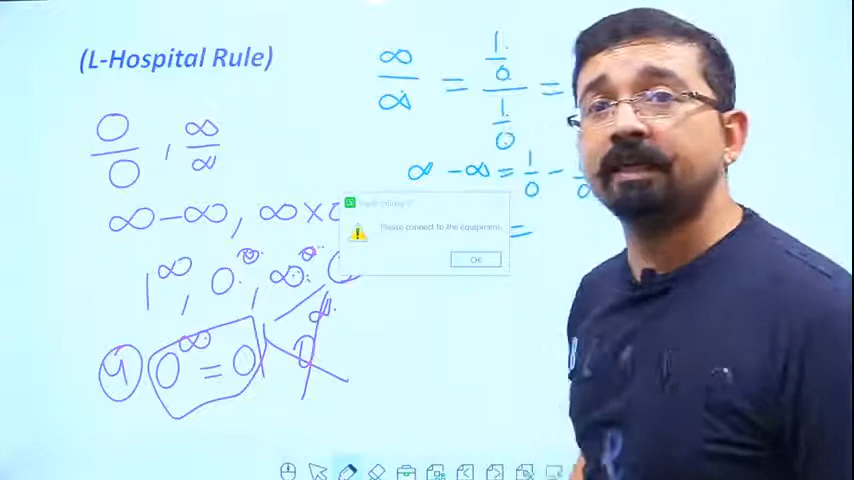 (L-Hospital Rule)
0/0 , ∞/∞
∞ - ∞, ∞ ×
1^∞, 0^0, ∞^0,
④ 0^∞ = 0
0^∞
∞/∞ = (1/0)/(1/0) =
∞ - ∞ = 1/0 -
=
Please connect to the equipment.
OK